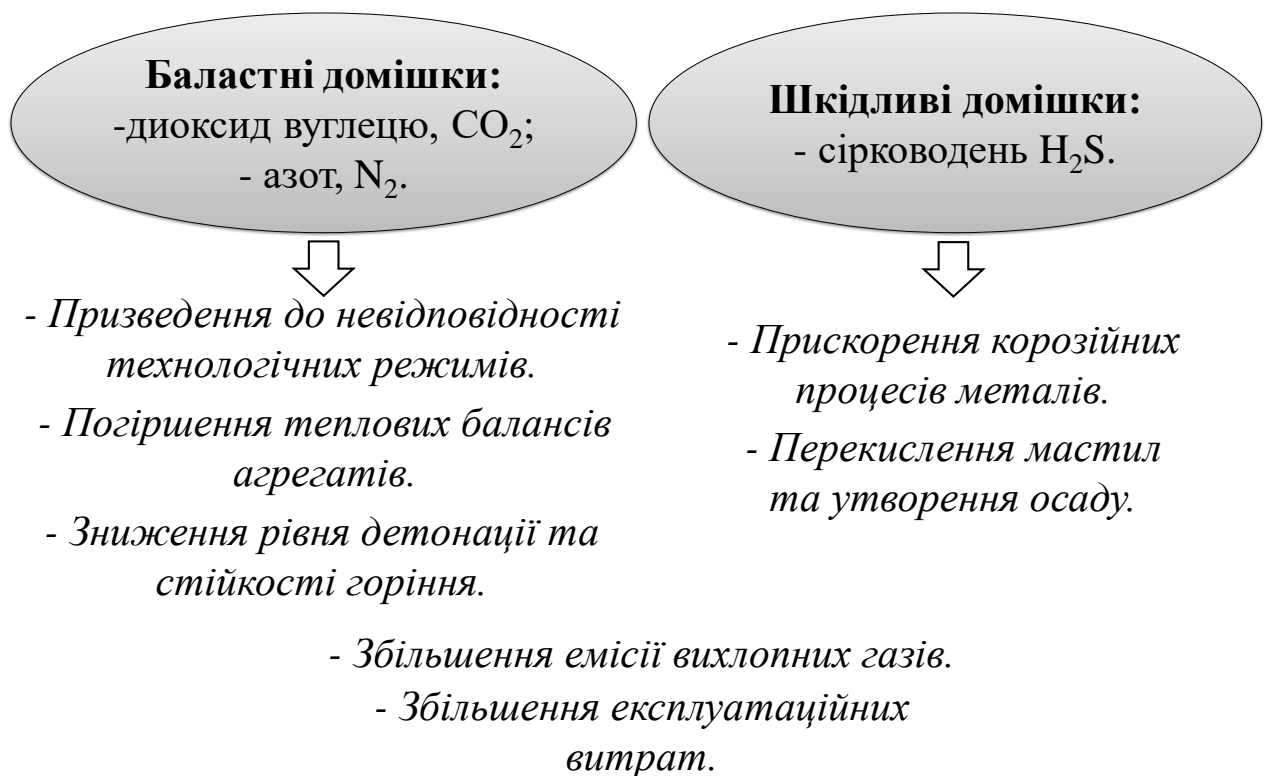 Баластні домішки:
-диоксид вуглецю, CO₂;
- азот, N₂.
Шкідливі домішки:
- сірководень H₂S.
- Призведення до невідповідності
технологічних режимів.
- Погіршення теплових балансів
агрегатів.
- Зниження рівня детонації та
стійкості горіння.
- Прискорення корозійних
процесів металів.
- Перекислення мастил
та утворення осаду.
- Збільшення емісії вихлопних газів.
- Збільшення експлуатаційних
витрат.